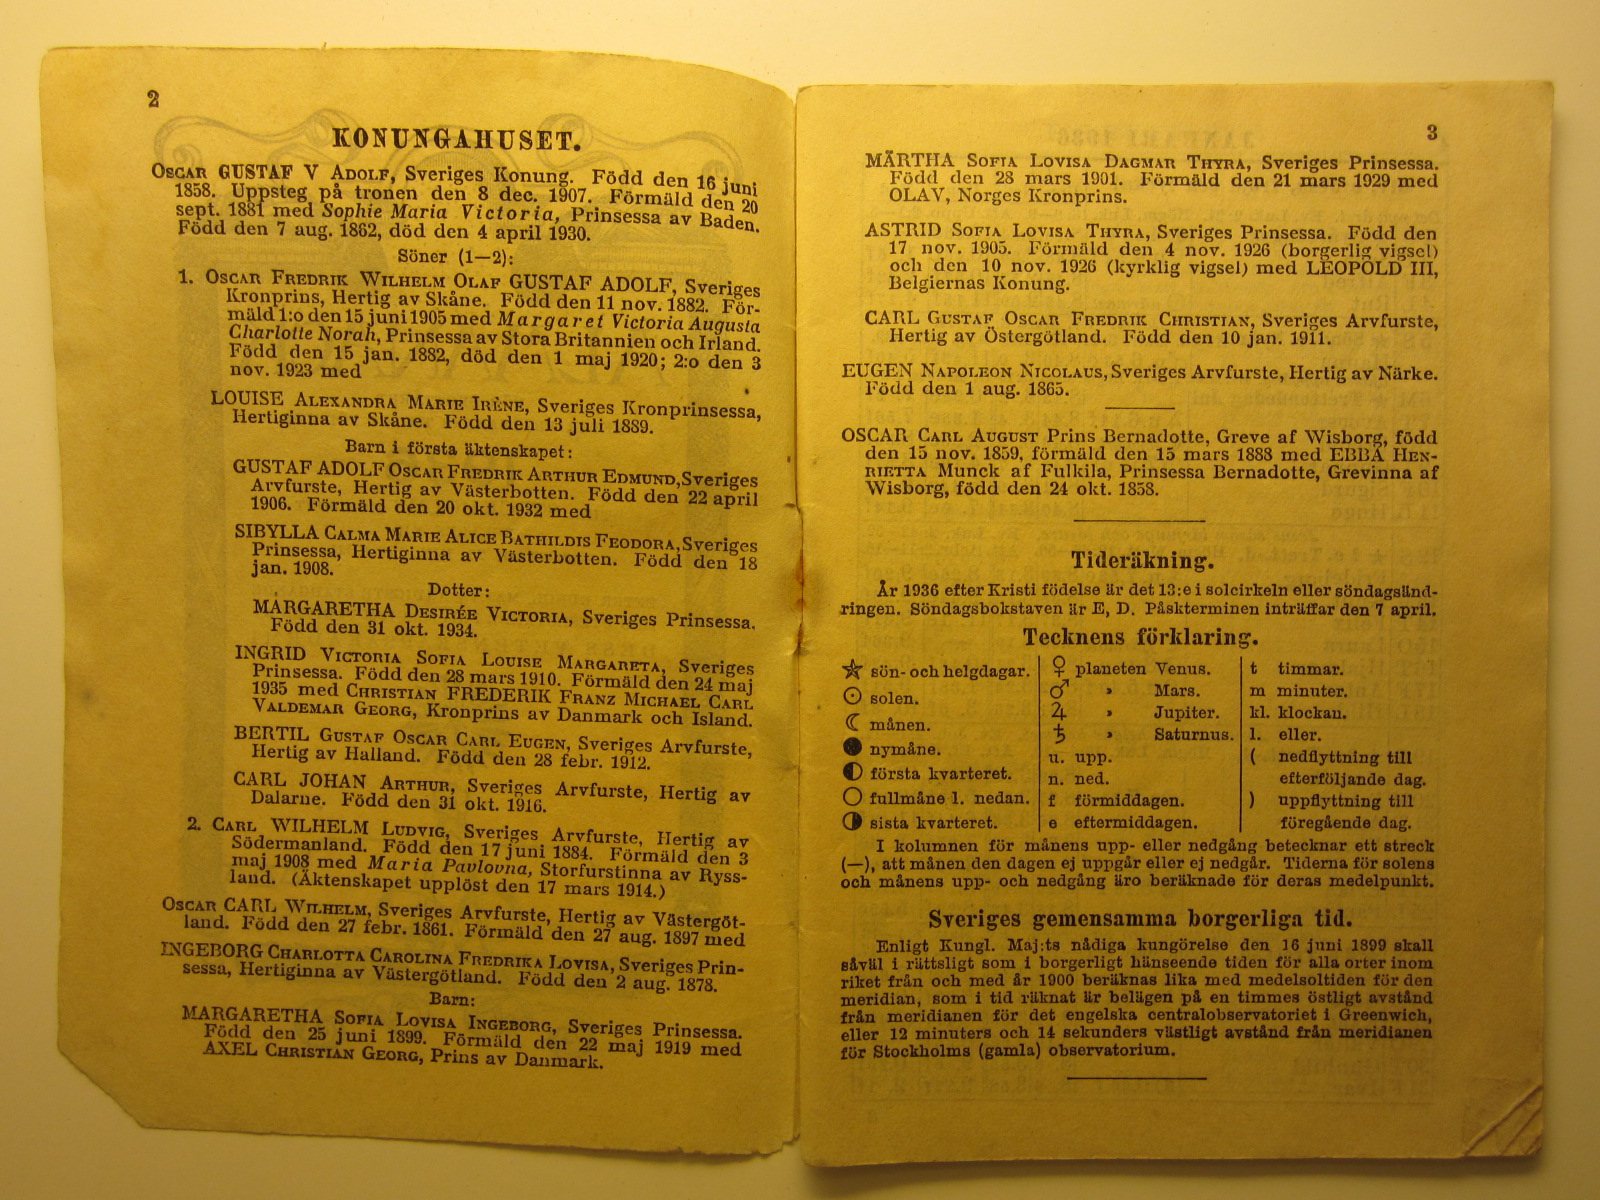 2
KONUNGAHUSET.
OSCAR GUSTAF V ADOLF, Sveriges Konung. Född den 16 juni
1858. Uppsteg på tronen den 8 dec. 1907. Förmäld den 20
sept. 1881 med Sophie Maria Victoria, Prinsessa av Baden.
Född den 7 aug. 1862, död den 4 april 1930.
Söner (1—2):
1. OSCAR FREDRIK WILHELM OLAF GUSTAF ADOLF, Sveriges
Kronprins, Hertig av Skåne. Född den 11 nov. 1882. För-
mäld 1:o den 15 juni 1905 med Margaret Victoria Augusta
Charlotte Norah, Prinsessa av Stora Britannien och Irland.
Född den 15 jan. 1882, död den 1 maj 1920; 2:o den 3
nov. 1923 med
LOUISE ALEXANDRA MARIE IRÈNE, Sveriges Kronprinsessa,
Hertiginna av Skåne. Född den 13 juli 1889.
Barn i första äktenskapet:
GUSTAF ADOLF OSCAR FREDRIK ARTHUR EDMUND, Sveriges
Arvfurste, Hertig av Västerbotten. Född den 22 april
1906. Förmäld den 20 okt. 1932 med
SIBYLLA CALMA MARIE ALICE BATHILDIS FEODORA, Sveriges
Prinsessa, Hertiginna av Västerbotten. Född den 18
jan. 1908.
Dotter:
MARGARETHA DESIRÉE VICTORIA, Sveriges Prinsessa.
Född den 31 okt. 1934.
INGRID VICTORIA SOFIA LOUISE MARGARETA, Sveriges
Prinsessa. Född den 28 mars 1910. Förmäld den 24 maj
1935 med CHRISTIAN FREDERIK FRANZ MICHAEL CARL
VALDEMAR GEORG, Kronprins av Danmark och Island.
BERTIL GUSTAF OSCAR CARL EUGEN, Sveriges Arvfurste,
Hertig av Halland. Född den 28 febr. 1912.
CARL JOHAN ARTHUR, Sveriges Arvfurste, Hertig av
Dalarne. Född den 31 okt. 1916.
2. CARL WILHELM LUDVIG, Sveriges Arvfurste, Hertig av
Södermanland. Född den 17 juni 1884. Förmäld den 3
maj 1908 med Maria Pavlovna, Storfurstinna av Ryss-
land. (Äktenskapet upplöst den 17 mars 1914.)
OSCAR CARL WILHELM, Sveriges Arvfurste, Hertig av Västergöt-
land. Född den 27 febr. 1861. Förmäld den 27 aug. 1897 med
INGEBORG CHARLOTTA CAROLINA FREDRIKA LOVISA, Sveriges Prin-
sessa, Hertiginna av Västergötland. Född den 2 aug. 1878.
Barn:
MARGARETHA SOFIA LOVISA INGEBORG, Sveriges Prinsessa.
Född den 25 juni 1899. Förmäld den 22 maj 1919 med
AXEL CHRISTIAN GEORG, Prins av Danmark.
3
MÄRTHA SOFIA LOVISA DAGMAR THYRA, Sveriges Prinsessa.
Född den 28 mars 1901. Förmäld den 21 mars 1929 med
OLAV, Norges Kronprins.
ASTRID SOFIA LOVISA THYRA, Sveriges Prinsessa. Född den
17 nov. 1905. Förmäld den 4 nov. 1926 (borgerlig vigsel)
och den 10 nov. 1926 (kyrklig vigsel) med LEOPOLD III,
Belgiernas Konung.
CARL GUSTAF OSCAR FREDRIK CHRISTIAN, Sveriges Arvfurste,
Hertig av Östergötland. Född den 10 jan. 1911.
EUGEN NAPOLEON NICOLAUS, Sveriges Arvfurste, Hertig av Närke.
Född den 1 aug. 1865.
OSCAR CARL AUGUST Prins Bernadotte, Greve af Wisborg, född
den 15 nov. 1859, förmäld den 15 mars 1888 med EBBA HEN-
RIETTA Munck af Fulkila, Prinsessa Bernadotte, Grevinna af
Wisborg, född den 24 okt. 1858.
Tideräkning.
År 1936 efter Kristi födelse är det 13:e i solcirkeln eller söndagsänd-
ringen. Söndagsbokstaven är E, D. Påskterminen inträffar den 7 april.
Tecknens förklaring.
☆ sön- och helgdagar. ♀ planeten Venus. t timmar.
☉ solen. ♂ » Mars. m minuter.
☾ månen. ♃ » Jupiter. kl. klockan.
● nymåne. ♄ » Saturnus. l. eller.
◐ första kvarteret. u. upp. ( nedflyttning till
n. ned. efterföljande dag.
○ fullmåne l. nedan. f förmiddagen. ) uppflyttning till
◑ sista kvarteret. e eftermiddagen. föregående dag.
I kolumnen för månens upp- eller nedgång betecknar ett streck
(—), att månen den dagen ej uppgår eller ej nedgår. Tiderna för solens
och månens upp- och nedgång äro beräknade för deras medelpunkt.
Sveriges gemensamma borgerliga tid.
Enligt Kungl. Maj:ts nådiga kungörelse den 16 juni 1899 skall
såväl i rättsligt som i borgerligt hänseende tiden för alla orter inom
riket från och med år 1900 beräknas lika med medelsoltiden för den
meridian, som i tid räknat är belägen på en timmes östligt avstånd
från meridianen för det engelska centralobservatoriet i Greenwich,
eller 12 minuters och 14 sekunders västligt avstånd från meridianen
för Stockholms (gamla) observatorium.